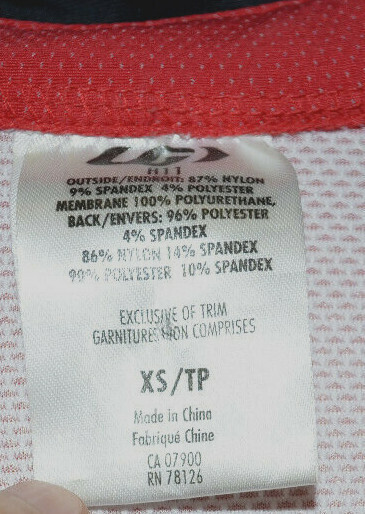 H11
OUTSIDE/ENDROIT: 87% NYLON
9% SPANDEX 4% POLYESTER
MEMBRANE 100% POLYURETHANE,
BACK/ENVERS: 96% POLYESTER
4% SPANDEX
86% NYLON 14% SPANDEX
90% POLYESTER 10% SPANDEX
EXCLUSIVE OF TRIM
GARNITURES NON COMPRISES
XS/TP
Made in China
Fabriqué Chine
CA 07900
RN 78126